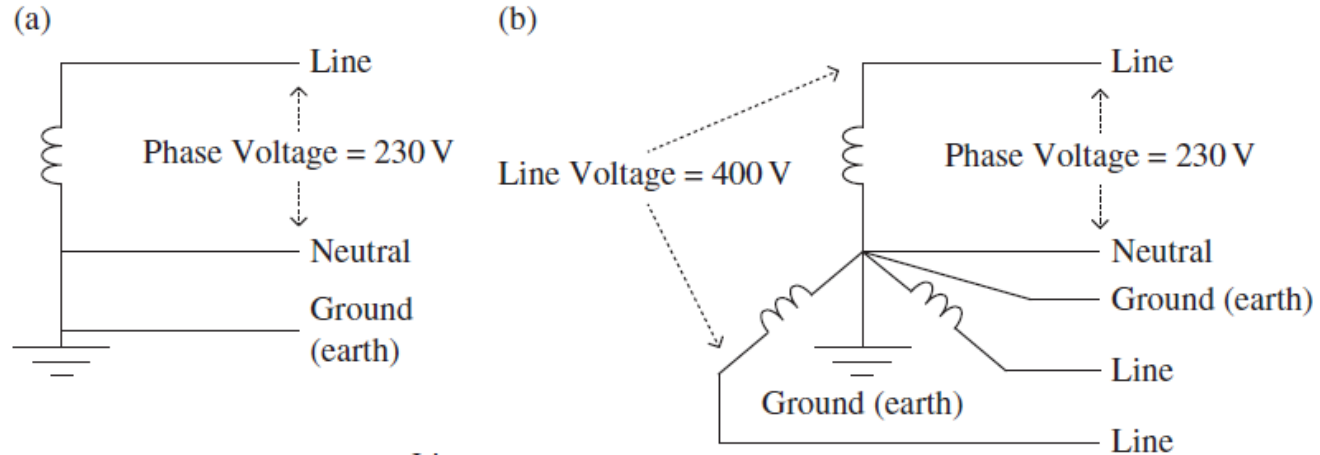 (a)
Line
Phase Voltage = 230 V
Neutral
Ground
(earth)
(b)
Line
Line Voltage = 400 V
Phase Voltage = 230 V
Neutral
Ground (earth)
Line
Ground (earth)
Line